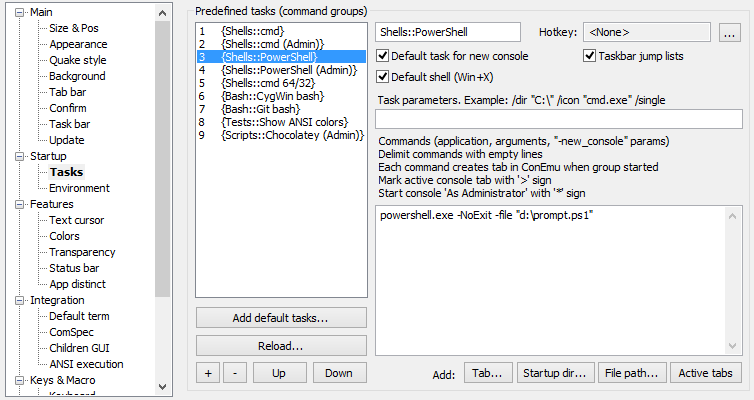 Main
Size & Pos
Appearance
Quake style
Background
Tab bar
Confirm
Task bar
Update
Startup
Tasks
Environment
Features
Text cursor
Colors
Transparency
Status bar
App distinct
Integration
Default term
ComSpec
Children GUI
ANSI execution
Keys & Macro
Keyboard
Predefined tasks (command groups)
1 {Shells::cmd}
2 {Shells::cmd (Admin)}
3 {Shells::PowerShell}
4 {Shells::PowerShell (Admin)}
5 {Shells::cmd 64/32}
6 {Bash::CygWin bash}
7 {Bash::Git bash}
8 {Tests::Show ANSI colors}
9 {Scripts::Chocolatey (Admin)}
Add default tasks...
Reload...
+ - Up Down
Shells::PowerShell Hotkey: <None> ...
Default task for new console Taskbar jump lists
Default shell (Win+X)
Task parameters. Example: /dir "C:\" /icon "cmd.exe" /single
Commands (application, arguments, "-new_console" params)
Delimit commands with empty lines
Each command creates tab in ConEmu when group started
Mark active console tab with '>' sign
Start console 'As Administrator' with '*' sign
powershell.exe -NoExit -file "d:\prompt.ps1"
Add: Tab... Startup dir... File path... Active tabs